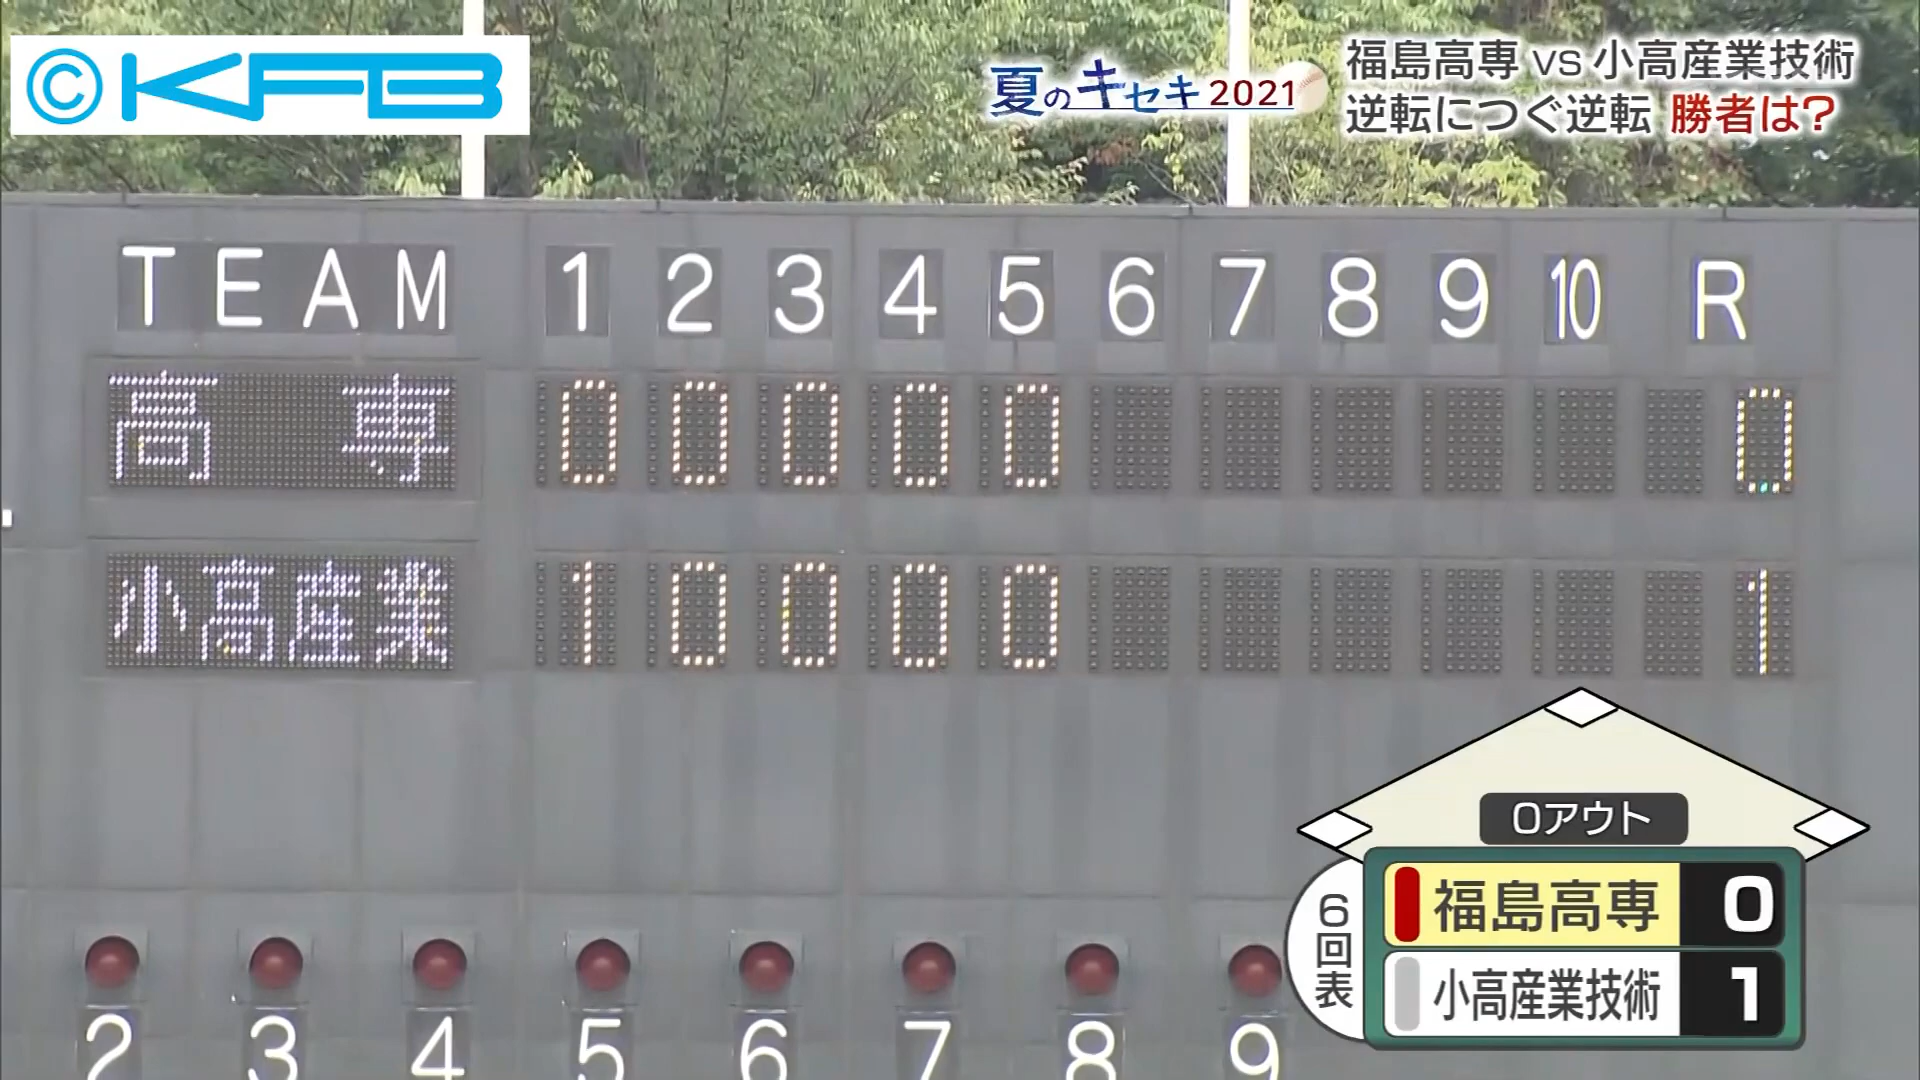 ©KFB
夏のキセキ2021
福島高専 vs 小高産業技術
逆転につぐ逆転 勝者は?
TEAM 1 2 3 4 5 6 7 8 9 10 R
高専 0 0 0 0 0 0
小高産業 1 0 0 0 0 1
0アウト
6回表
福島高専 0
小高産業技術 1
2 3 4 5 6 7 8 9